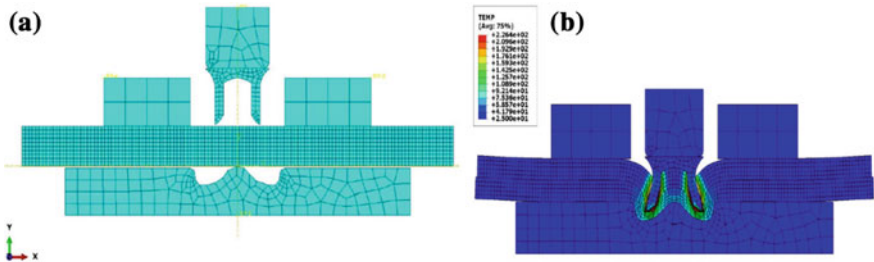 (a)
TEMP
(Avg: 75%)
+2.264e+02
+2.096e+02
+1.929e+02
+1.761e+02
+1.593e+02
+1.425e+02
+1.257e+02
+1.089e+02
+9.214e+01
+7.536e+01
+5.857e+01
+4.179e+01
+2.500e+01
(b)
Y
X